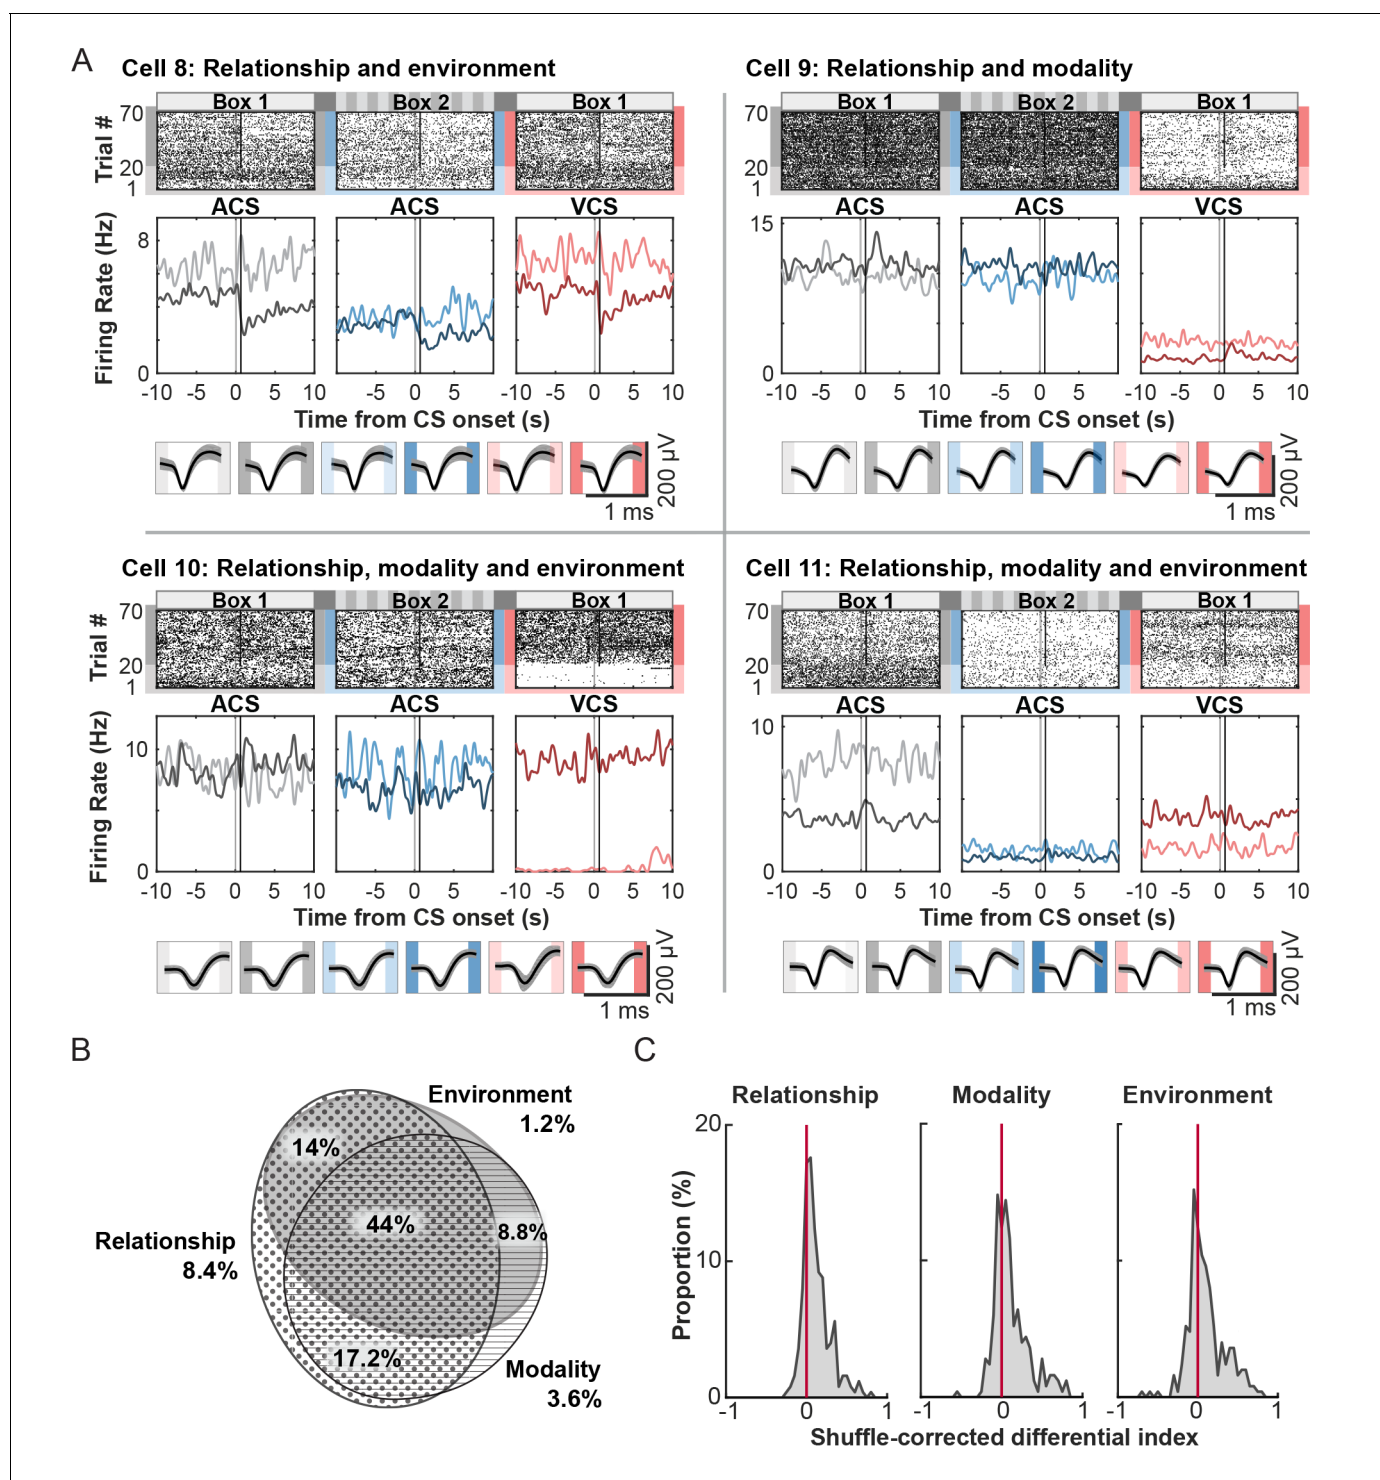 A
Cell 8: Relationship and environment
Box 1 Box 2 Box 1
Trial #
70
20
1
ACS ACS VCS
Firing Rate (Hz)
8
0
-10 -5 0 5 10 -5 0 5 -10 -5 0 5 10
Time from CS onset (s)
200 µV
1 ms
Cell 9: Relationship and modality
Box 1 Box 2 Box 1
Trial #
70
20
1
ACS ACS VCS
Firing Rate (Hz)
15
0
-10 -5 0 5 -5 0 5 -10 -5 0 5 10
Time from CS onset (s)
200 µV
1 ms
Cell 10: Relationship, modality and environment
Box 1 Box 2 Box 1
Trial #
70
20
1
ACS ACS VCS
Firing Rate (Hz)
10
0
-10 -5 0 5 10 -5 0 5 -10 -5 0 5 10
Time from CS onset (s)
200 µV
1 ms
Cell 11: Relationship, modality and environment
Box 1 Box 2 Box 1
Trial #
70
20
1
ACS ACS VCS
Firing Rate (Hz)
10
0
-10 -5 0 5 10 -5 0 5 -10 -5 0 5 10
Time from CS onset (s)
200 µV
1 ms
B
Environment
1.2%
14%
44%
8.8%
Relationship
8.4%
17.2%
Modality
3.6%
C
Relationship Modality Environment
Proportion (%)
20
10
0
-1 0 1 -1 0 1 -1 0 1
Shuffle-corrected differential index